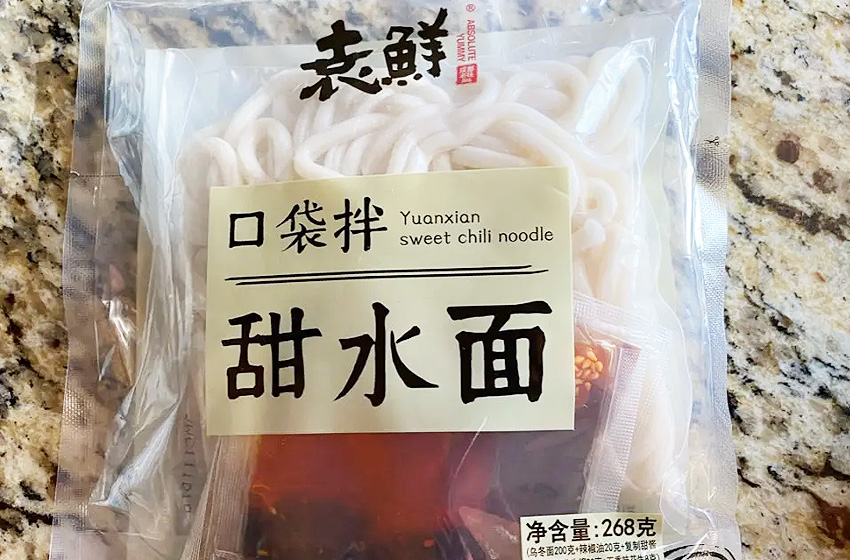 袁鮮
®
ABSOLUTE
YUMMY
口袋拌
Yuanxian
sweet chili noodle
甜水面
净含量:268克
(乌冬面200克+辣椒油20克+复制甜酱